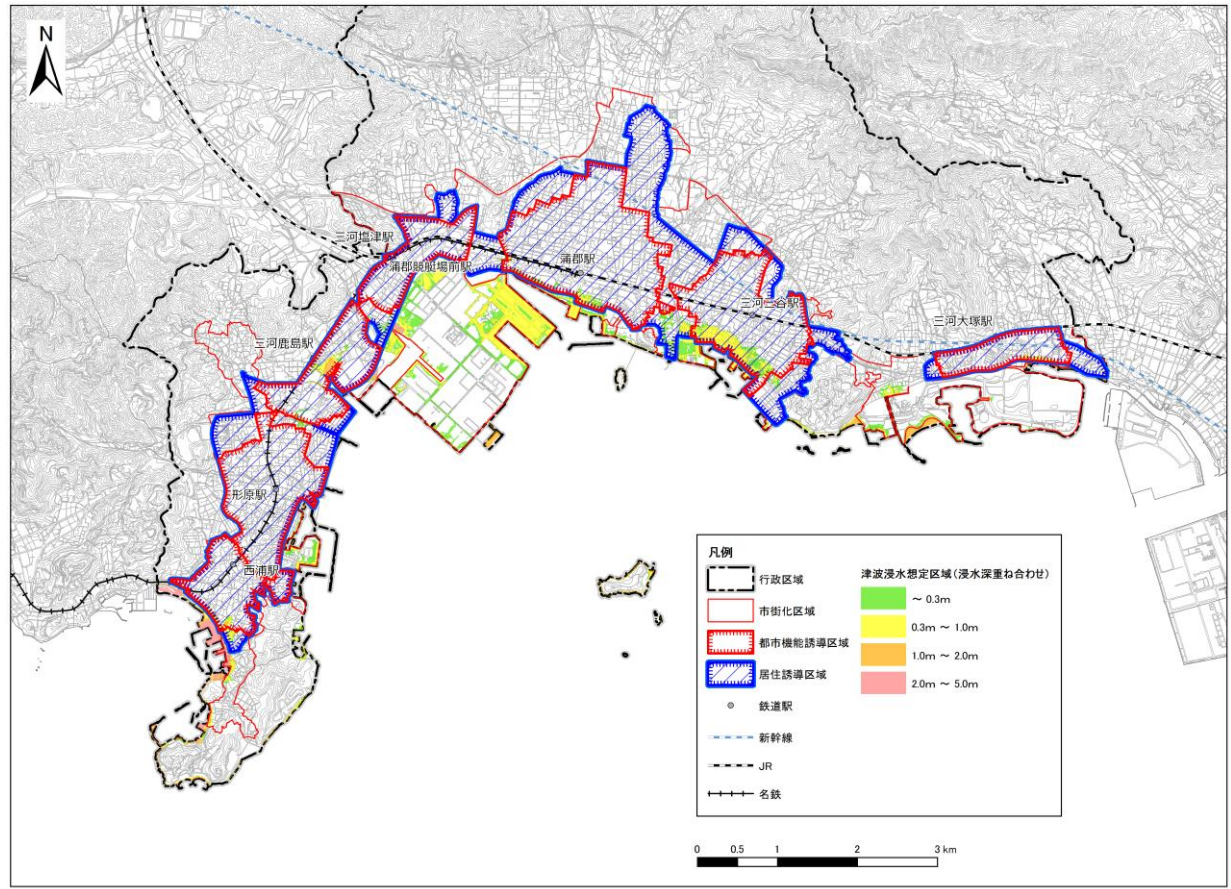 N
三河塩津駅
蒲郡競艇場前駅
蒲郡駅
三河三谷駅
三河大塚駅
三河鹿島駅
形原駅
西浦駅
凡例
行政区域
市街化区域
都市機能誘導区域
居住誘導区域
鉄道駅
新幹線
JR
名鉄
津波浸水想定区域(浸水深重ね合わせ)
～ 0.3m
0.3m ～ 1.0m
1.0m ～ 2.0m
2.0m ～ 5.0m
0 0.5 1 2 3 km